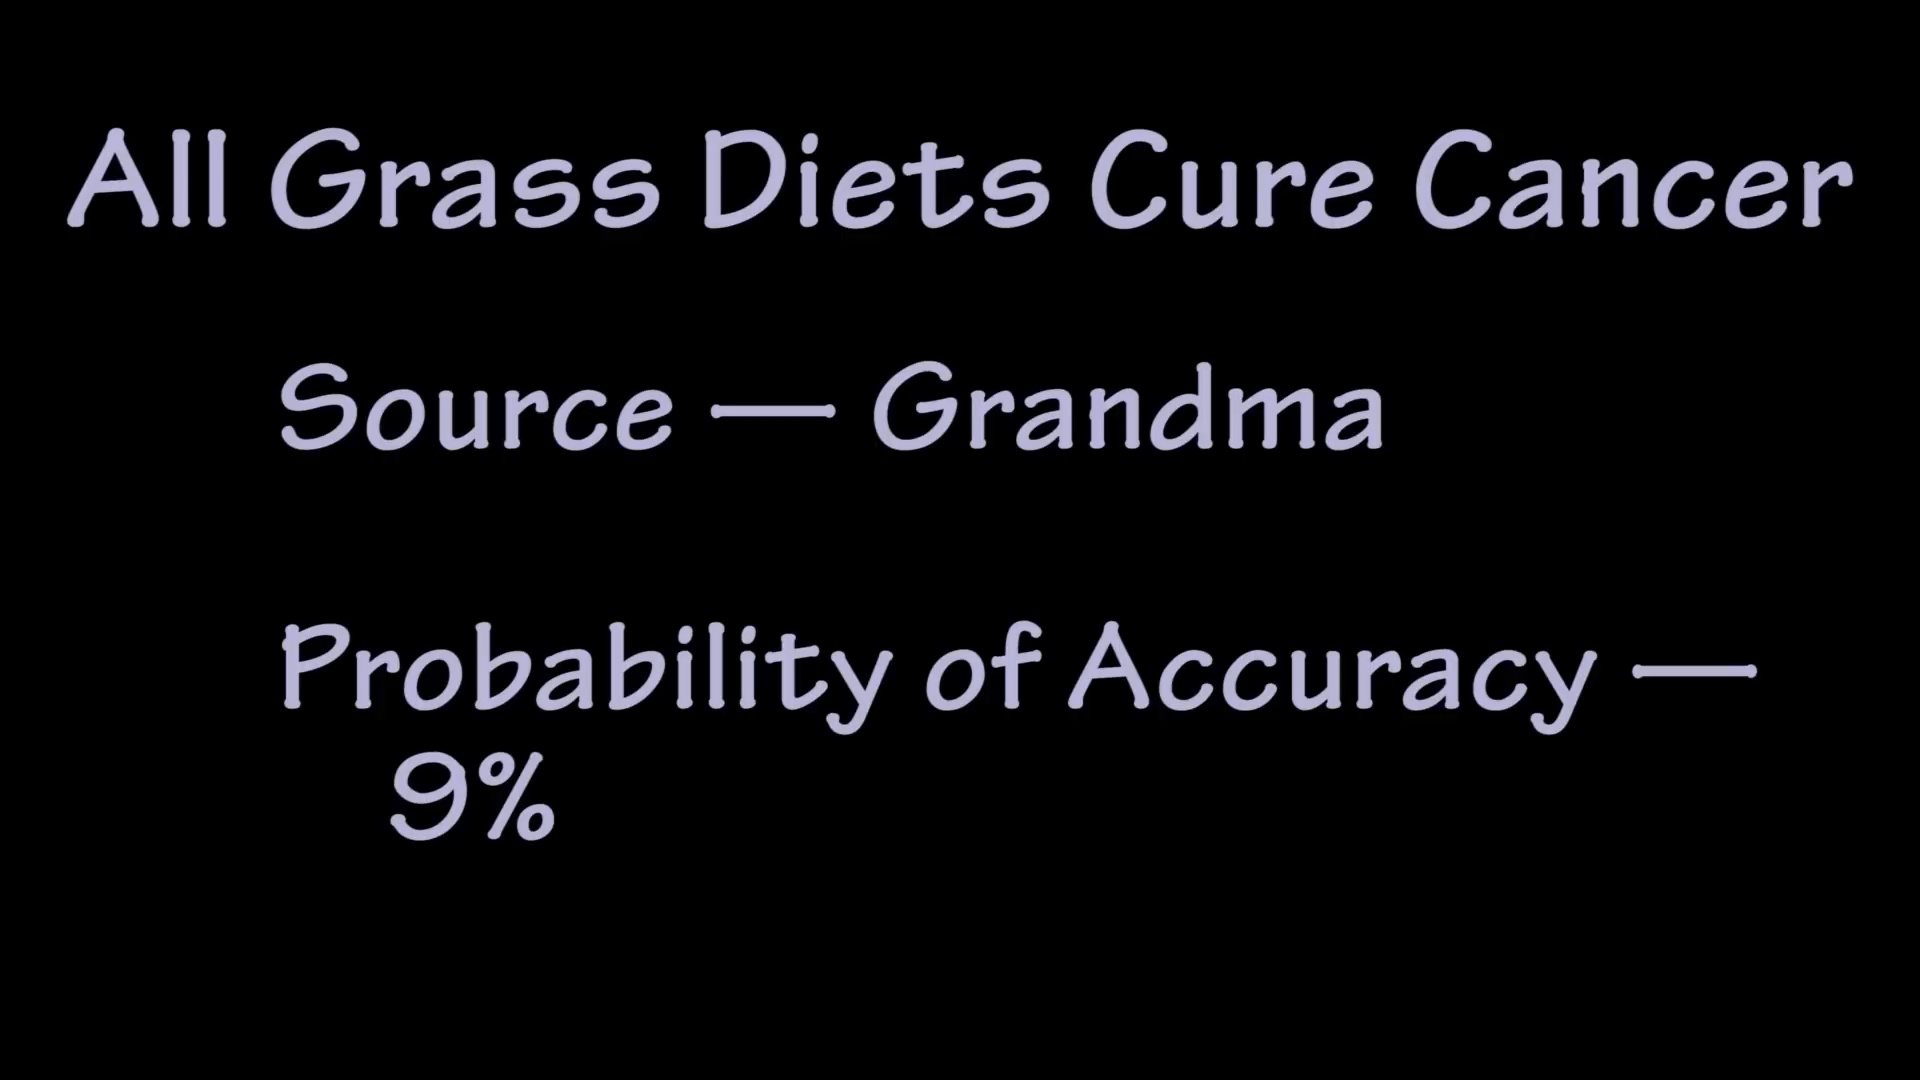 All Grass Diets Cure Cancer
Source — Grandma
Probability of Accuracy —
9%